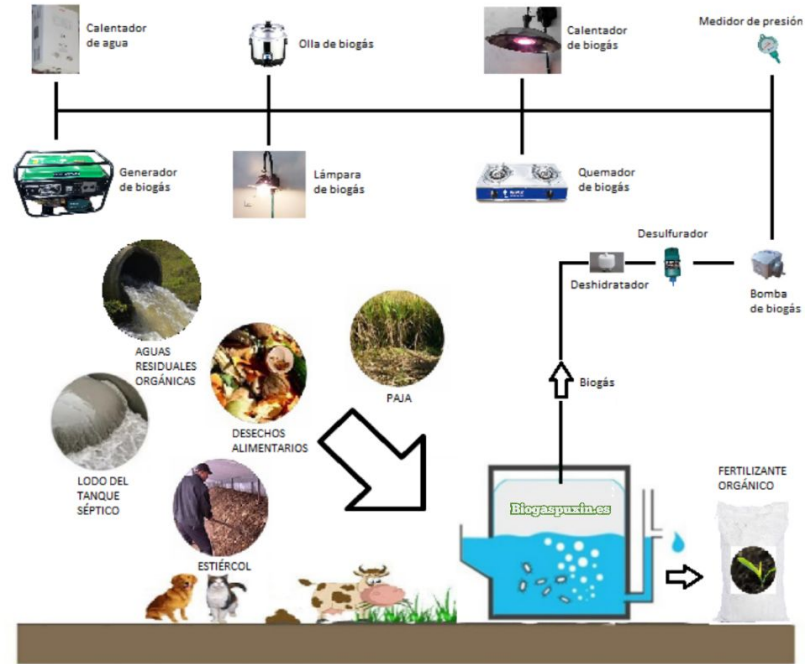 Calentador
de agua
Olla de biogás
Calentador
de biogás
Medidor de presión
Generador
de biogás
Lámpara
de biogás
Quemador
de biogás
Desulfurador
Deshidratador
Bomba
de biogás
AGUAS
RESIDUALES
ORGÁNICAS
PAJA
Biogás
DESECHOS
ALIMENTARIOS
LODO DEL
TANQUE
SÉPTICO
FERTILIZANTE
ORGÁNICO
Biogaspuxin.es
ESTIÉRCOL